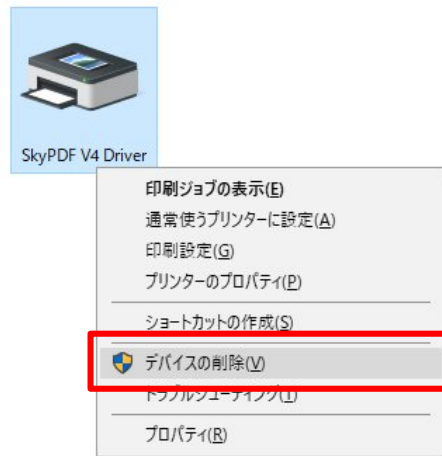 SkyPDF V4 Driver
印刷ジョブの表示(E)
通常使うプリンターに設定(A)
印刷設定(G)
プリンターのプロパティ(P)
ショートカットの作成(S)
デバイスの削除(V)
トラブルシューティング(T)
プロパティ(R)